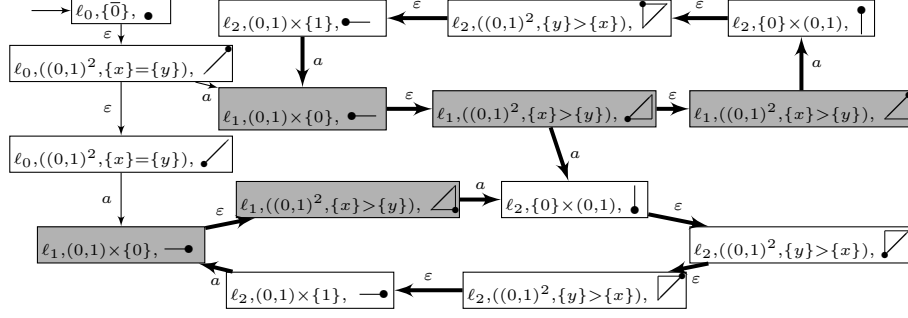 ℓ₀,{0̅},
ε
ℓ₂,(0,1)×{1},
ε
ℓ₂,((0,1)²,{y}>{x}),
ε
ℓ₂,{0}×(0,1),
ℓ₀,((0,1)²,{x}={y}),
a
a
a
ℓ₁,(0,1)×{0},
ε
ℓ₁,((0,1)²,{x}>{y}),
ε
ℓ₁,((0,1)²,{x}>{y}),
ε
ℓ₀,((0,1)²,{x}={y}),
a
a
ℓ₁,((0,1)²,{x}>{y}),
a
ℓ₂,{0}×(0,1),
ε
ε
ℓ₁,(0,1)×{0},
ℓ₂,((0,1)²,{y}>{x}),
a
ℓ₂,(0,1)×{1},
ε
ℓ₂,((0,1)²,{y}>{x}),
ε